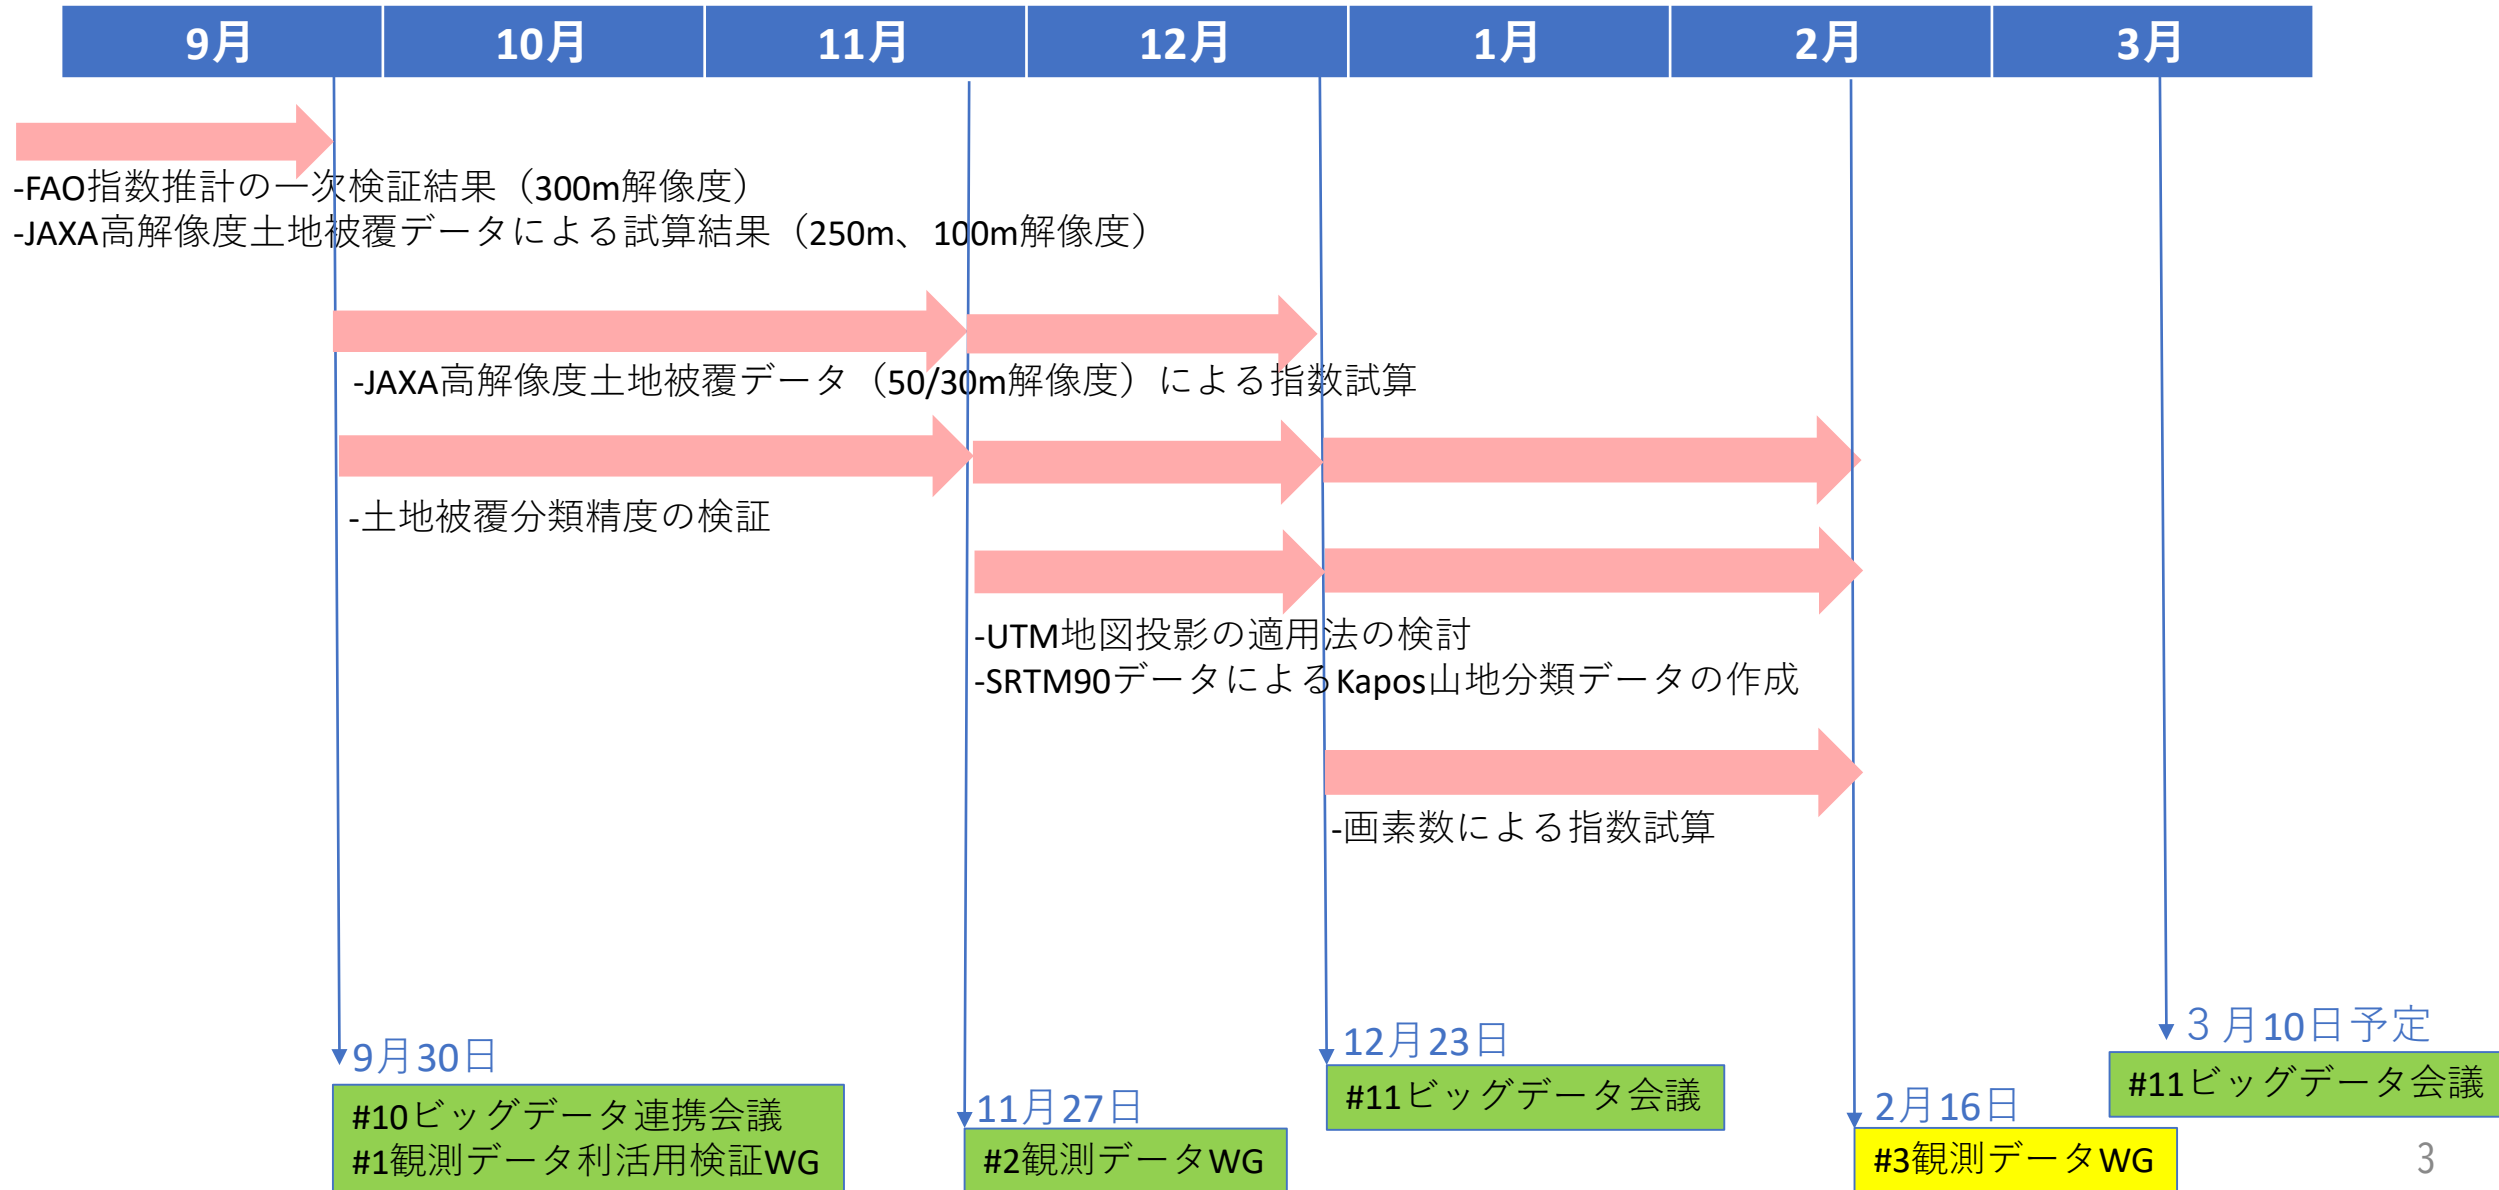 9月 10月 11月 12月 1月 2月 3月
-FAO指数推計の一次検証結果（300m解像度）
-JAXA高解像度土地被覆データによる試算結果（250m、100m解像度）
-JAXA高解像度土地被覆データ（50/30m解像度）による指数試算
-土地被覆分類精度の検証
-UTM地図投影の適用法の検討
-SRTM90データによるKapos山地分類データの作成
-画素数による指数試算
9月30日
#10ビッグデータ連携会議
#1観測データ利活用検証WG
11月27日
#2観測データWG
12月23日
#11ビッグデータ会議
2月16日
#3観測データWG
３月10日予定
#11ビッグデータ会議
3